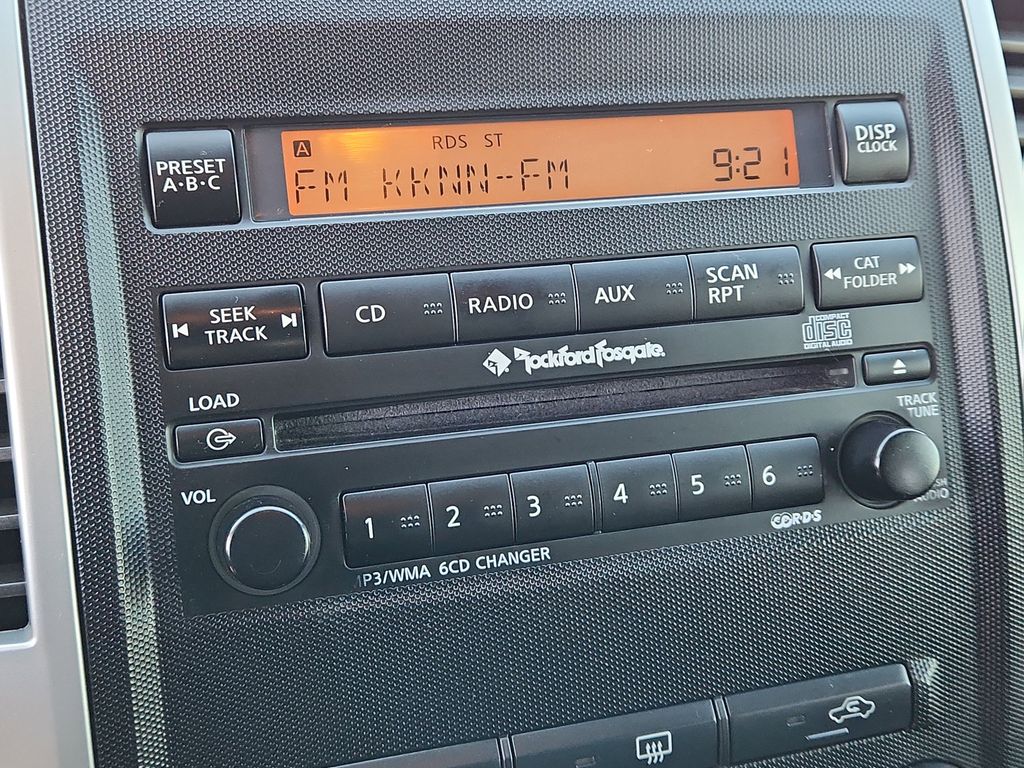 PRESET
A·B·C
A RDS ST
FM KKNN--FM 9:21
DISP
CLOCK
SEEK
TRACK
CD
RADIO
AUX
SCAN
RPT
CAT
FOLDER
Rockford Fosgate
COMPACT
disc
DIGITAL AUDIO
LOAD
TRACK
TUNE
VOL
1
2
3
4
5
6
AUDIO
RDS
MP3/WMA 6CD CHANGER